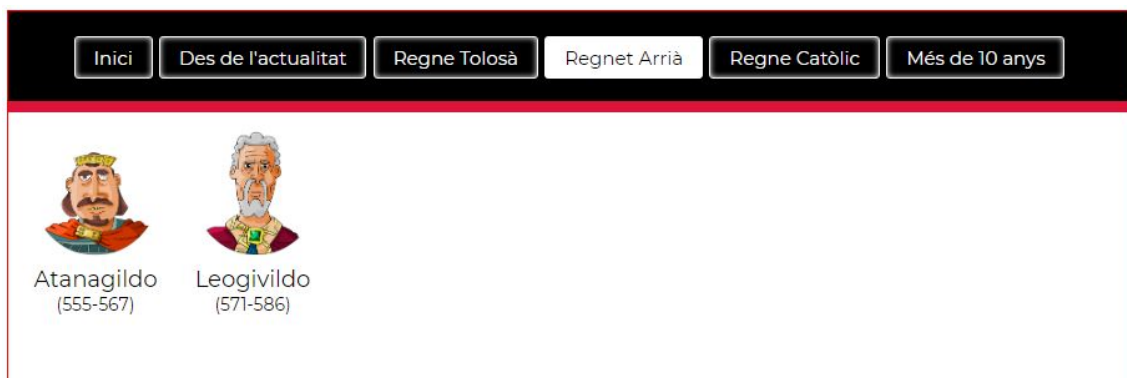 Inici Des de l'actualitat Regne Tolosà Regnet Arrià Regne Catòlic Més de 10 anys
Atanagildo Leogivildo
(555-567) (571-586)